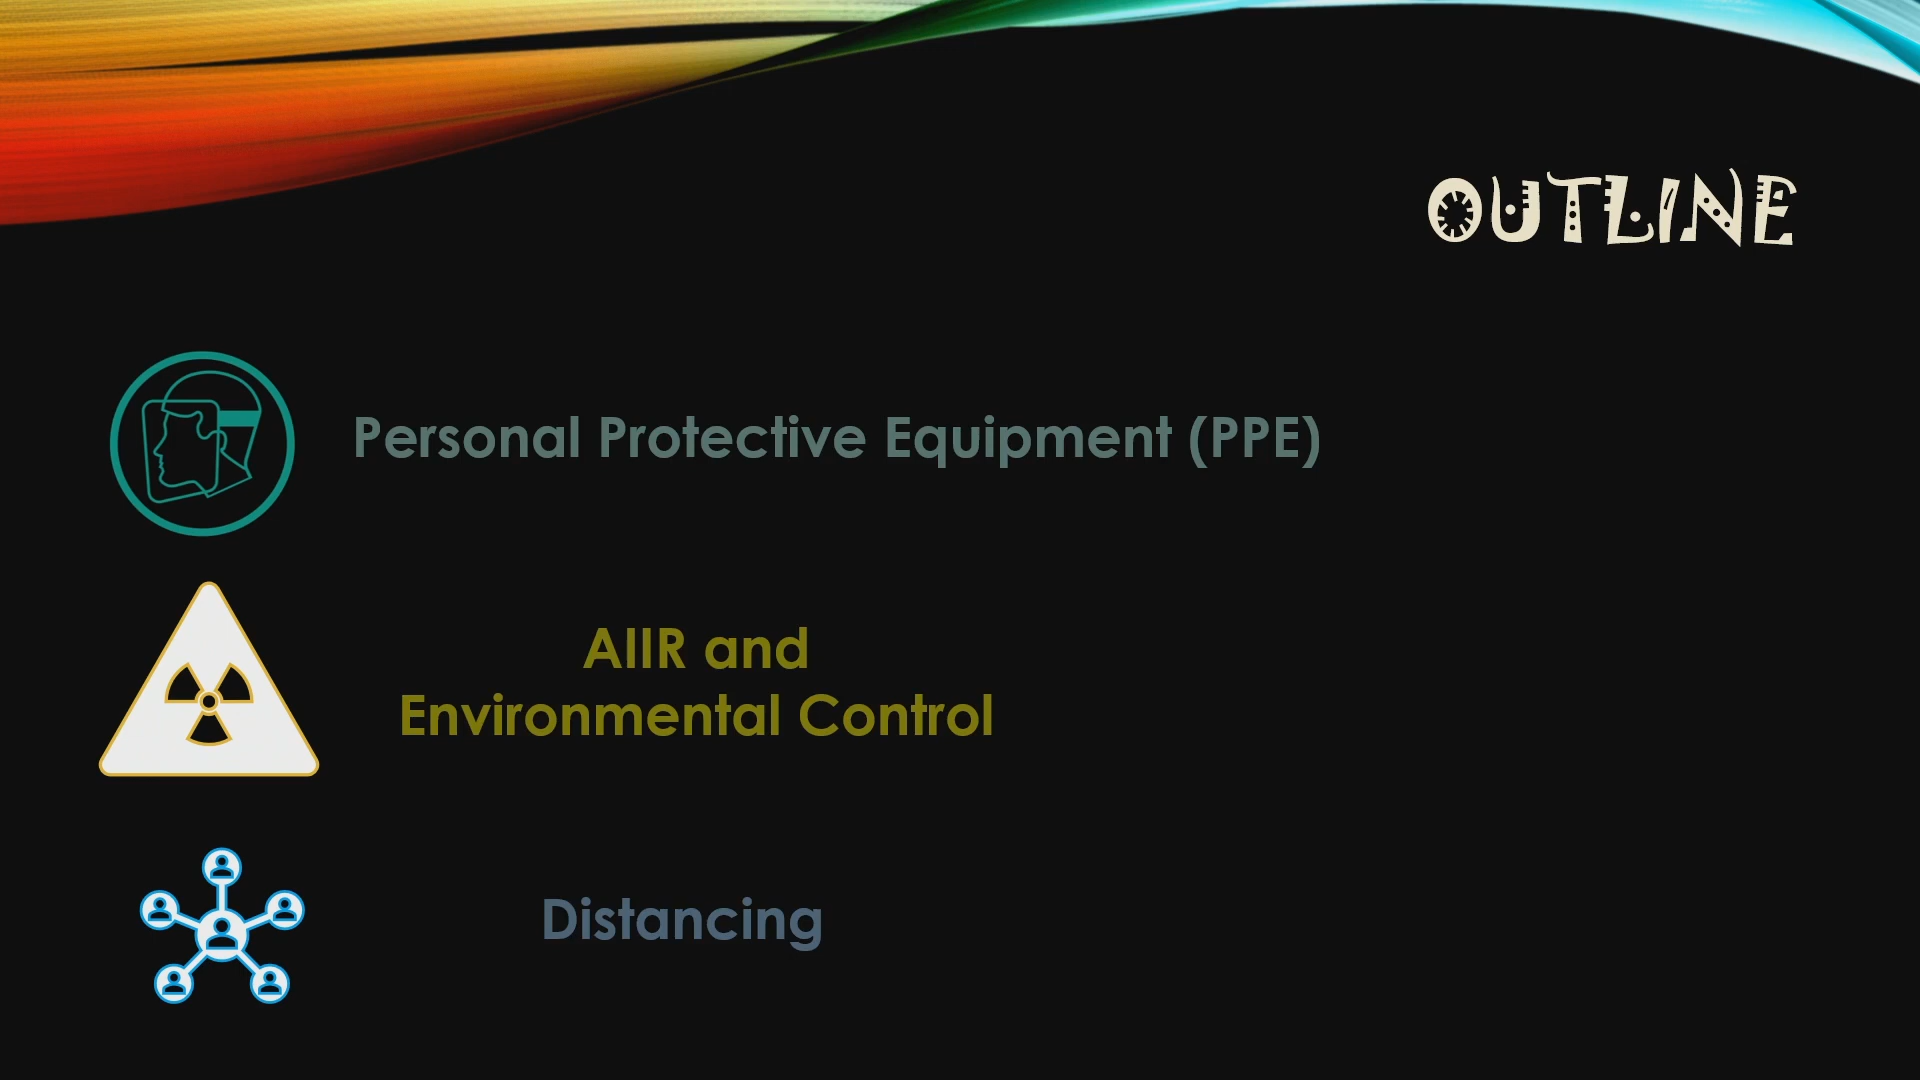 OUTLINE
Personal Protective Equipment (PPE)
AIIR and
Environmental Control
Distancing